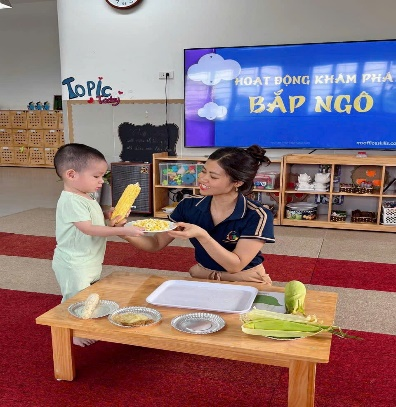 Topic
HOẠT ĐỘNG KHÁM PHÁ
BẮP NGÔ